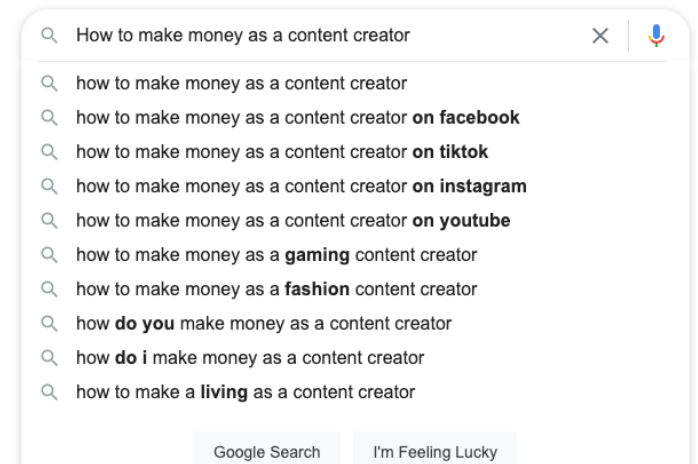 How to make money as a content creator
how to make money as a content creator
how to make money as a content creator on facebook
how to make money as a content creator on tiktok
how to make money as a content creator on instagram
how to make money as a content creator on youtube
how to make money as a gaming content creator
how to make money as a fashion content creator
how do you make money as a content creator
how do i make money as a content creator
how to make a living as a content creator
Google Search I'm Feeling Lucky